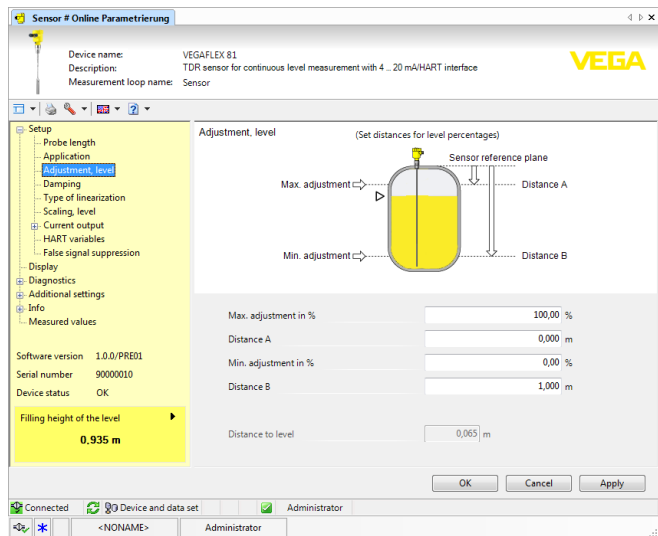 Sensor # Online Parametrierung
Device name: VEGAFLEX 81
Description: TDR sensor for continuous level measurement with 4 .. 20 mA/HART interface
Measurement loop name: Sensor
VEGA
Setup
Probe length
Application
Adjustment, level
Damping
Type of linearization
Scaling, level
Current output
HART variables
False signal suppression
Display
Diagnostics
Additional settings
Info
Measured values
Software version 1.0.0/PRE01
Serial number 90000010
Device status OK
Filling height of the level
0,935 m
Adjustment, level (Set distances for level percentages)
Sensor reference plane
Max. adjustment Distance A
Min. adjustment Distance B
Max. adjustment in % 100,00 %
Distance A 0,000 m
Min. adjustment in % 0,00 %
Distance B 1,000 m
Distance to level 0,065 m
OK Cancel Apply
Connected Device and data set Administrator
<NONAME> Administrator